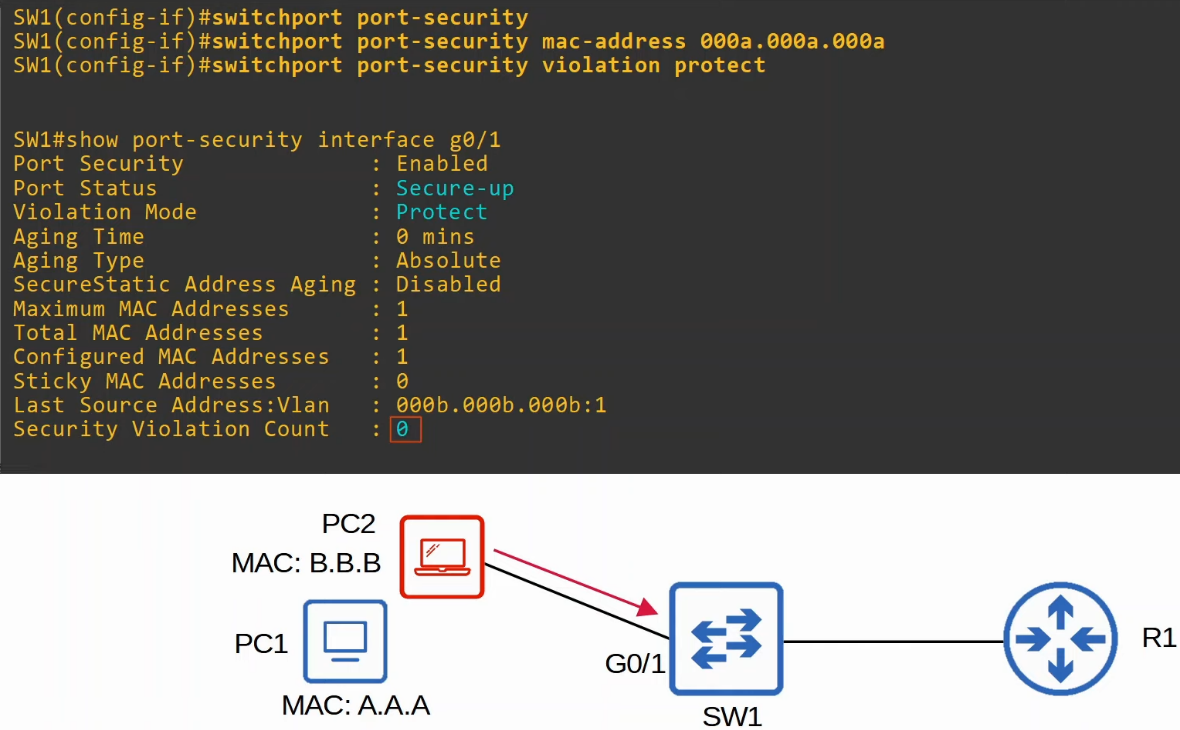 SW1(config-if)#switchport port-security
SW1(config-if)#switchport port-security mac-address 000a.000a.000a
SW1(config-if)#switchport port-security violation protect
SW1#show port-security interface g0/1
Port Security : Enabled
Port Status : Secure-up
Violation Mode : Protect
Aging Time : 0 mins
Aging Type : Absolute
SecureStatic Address Aging : Disabled
Maximum MAC Addresses : 1
Total MAC Addresses : 1
Configured MAC Addresses : 1
Sticky MAC Addresses : 0
Last Source Address:Vlan : 000b.000b.000b:1
Security Violation Count : 0
PC2
MAC: B.B.B
PC1
MAC: A.A.A
G0/1
SW1
R1